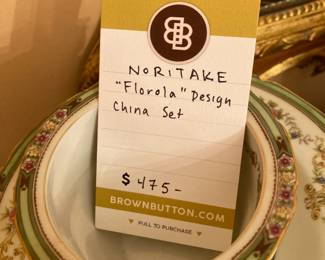 BB
NORITAKE
"Florola" Design
China Set
$475-
BROWNBUTTON.COM
PULL TO PURCHASE